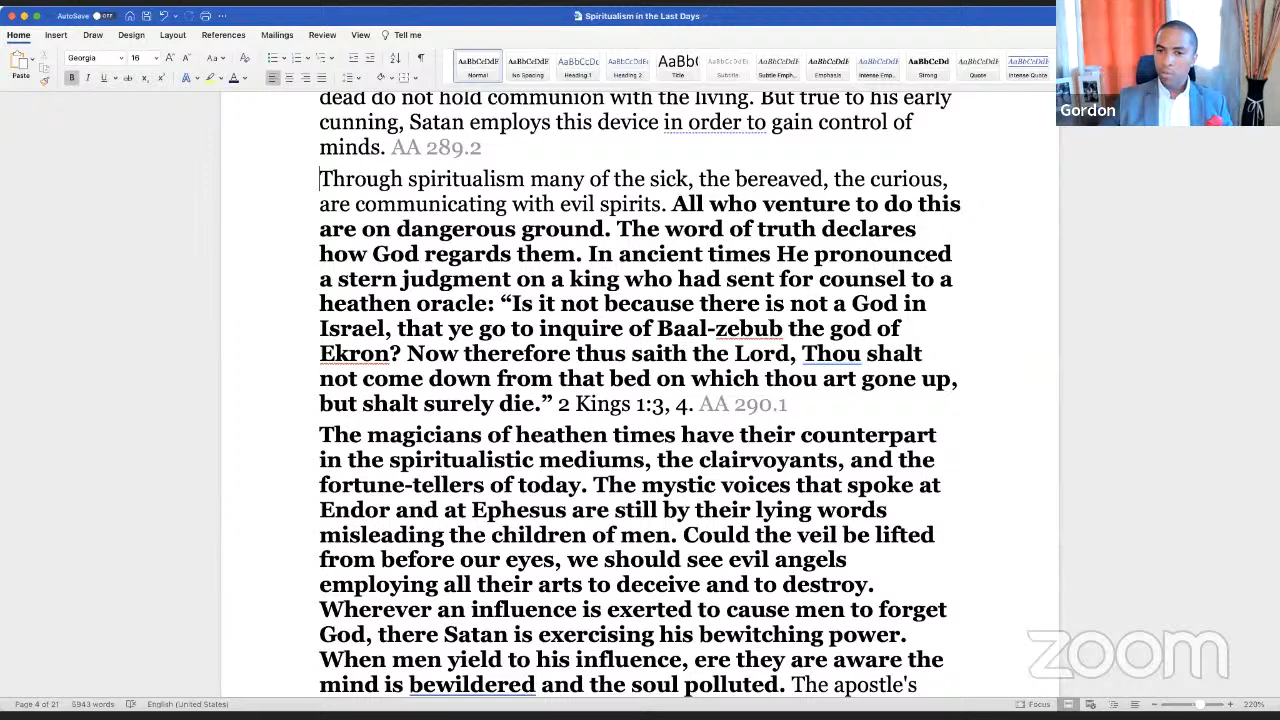 AutoSave OFF
Spiritualism in the Last Days
Home Insert Draw Design Layout References Mailings Review View Tell me
Paste
Georgia 16
AaBbCcDdE AaBbCcDdE AaBbCcDd AaBbCcDdE AaBb( AaBbCcDdE AaBbCcDdE AaBbCcDdE AaBbCcDdE AaBbCcDd AaBbCcDdE AaBbCcDdE
Normal No Spacing Heading 1 Heading 2 Title Subtitle Subtle Emph... Emphasis Intense Emp... Strong Quote Intense Quote
Gordon
dead do not hold communion with the living. But true to his early
cunning, Satan employs this device in order to gain control of
minds. AA 289.2
Through spiritualism many of the sick, the bereaved, the curious,
are communicating with evil spirits. All who venture to do this
are on dangerous ground. The word of truth declares
how God regards them. In ancient times He pronounced
a stern judgment on a king who had sent for counsel to a
heathen oracle: “Is it not because there is not a God in
Israel, that ye go to inquire of Baal-zebub the god of
Ekron? Now therefore thus saith the Lord, Thou shalt
not come down from that bed on which thou art gone up,
but shalt surely die.” 2 Kings 1:3, 4. AA 290.1
The magicians of heathen times have their counterpart
in the spiritualistic mediums, the clairvoyants, and the
fortune-tellers of today. The mystic voices that spoke at
Endor and at Ephesus are still by their lying words
misleading the children of men. Could the veil be lifted
from before our eyes, we should see evil angels
employing all their arts to deceive and to destroy.
Wherever an influence is exerted to cause men to forget
God, there Satan is exercising his bewitching power.
When men yield to his influence, ere they are aware the
mind is bewildered and the soul polluted. The apostle's
zoom
Page 4 of 21 5943 words English (United States) Focus 220%